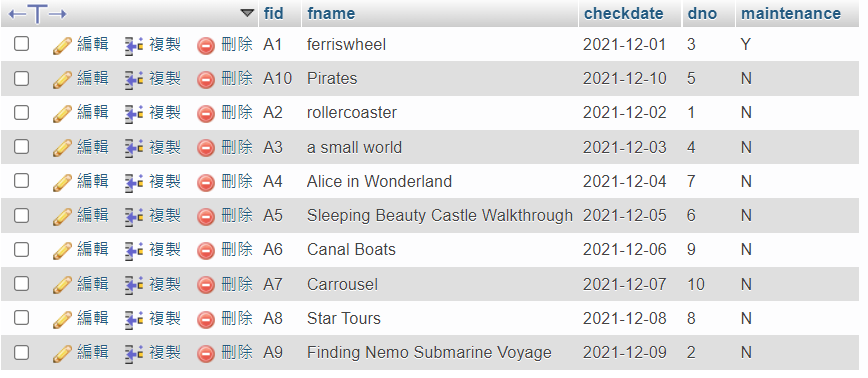 fid fname checkdate dno maintenance
編輯 複製 刪除 A1 ferriswheel 2021-12-01 3 Y
編輯 複製 刪除 A10 Pirates 2021-12-10 5 N
編輯 複製 刪除 A2 rollercoaster 2021-12-02 1 N
編輯 複製 刪除 A3 a small world 2021-12-03 4 N
編輯 複製 刪除 A4 Alice in Wonderland 2021-12-04 7 N
編輯 複製 刪除 A5 Sleeping Beauty Castle Walkthrough 2021-12-05 6 N
編輯 複製 刪除 A6 Canal Boats 2021-12-06 9 N
編輯 複製 刪除 A7 Carrousel 2021-12-07 10 N
編輯 複製 刪除 A8 Star Tours 2021-12-08 8 N
編輯 複製 刪除 A9 Finding Nemo Submarine Voyage 2021-12-09 2 N